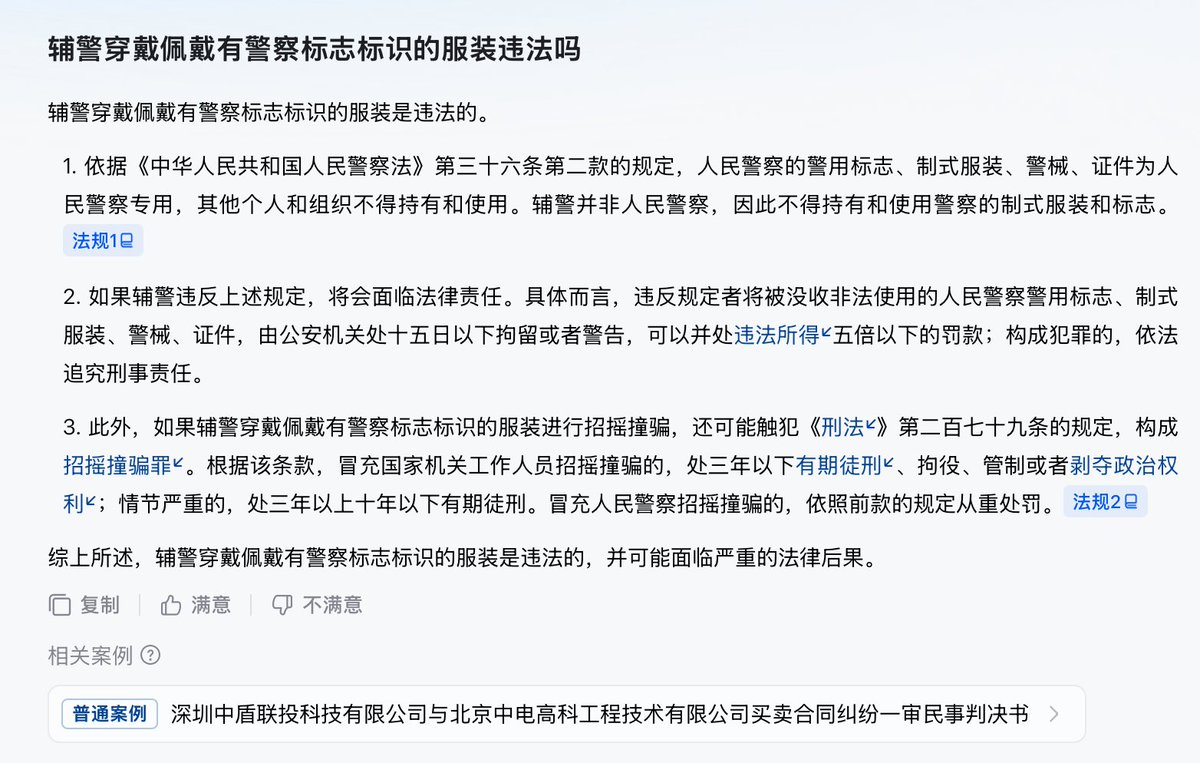 辅警穿戴佩戴有警察标志标识的服装违法吗
辅警穿戴佩戴有警察标志标识的服装是违法的。
1. 依据《中华人民共和国人民警察法》第三十六条第二款的规定，人民警察的警用标志、制式服装、警械、证件为人
民警察专用，其他个人和组织不得持有和使用。辅警并非人民警察，因此不得持有和使用警察的制式服装和标志。
法规1
2. 如果辅警违反上述规定，将会面临法律责任。具体而言，违反规定者将被没收非法使用的人民警察警用标志、制式
服装、警械、证件，由公安机关处十五日以下拘留或者警告，可以并处违法所得五倍以下的罚款；构成犯罪的，依法
追究刑事责任。
3. 此外，如果辅警穿戴佩戴有警察标志标识的服装进行招摇撞骗，还可能触犯《刑法》第二百七十九条的规定，构成
招摇撞骗罪。根据该条款，冒充国家机关工作人员招摇撞骗的，处三年以下有期徒刑、拘役、管制或者剥夺政治权
利；情节严重的，处三年以上十年以下有期徒刑。冒充人民警察招摇撞骗的，依照前款的规定从重处罚。 法规2
综上所述，辅警穿戴佩戴有警察标志标识的服装是违法的，并可能面临严重的法律后果。
复制 满意 不满意
相关案例 ?
普通案例 深圳中盾联投科技有限公司与北京中电高科工程技术有限公司买卖合同纠纷一审民事判决书